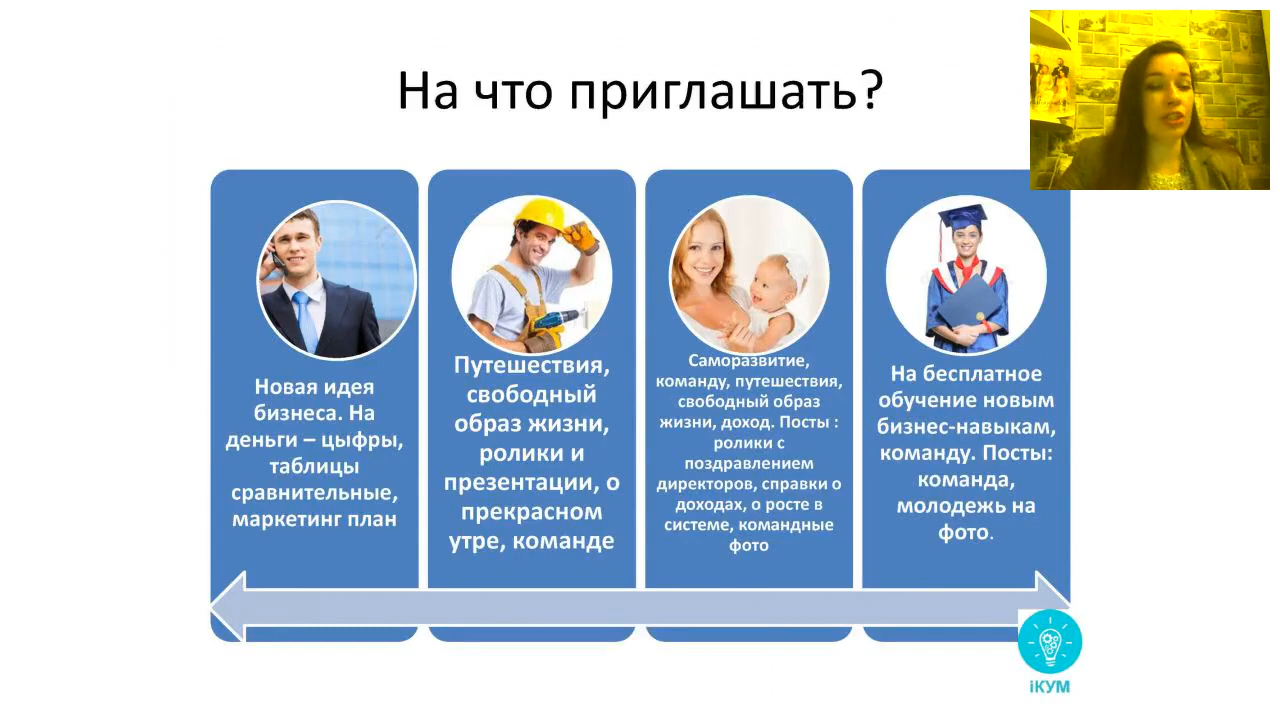 На что приглашать?
Новая идея
бизнеса. На
деньги – цыфры,
таблицы
сравнительные,
маркетинг план
Путешествия,
свободный
образ жизни,
ролики и
презентации, о
прекрасном
утре, команде
Саморазвитие,
команду, путешествия,
свободный образ
жизни, доход. Посты :
ролики с
поздравлением
директоров, справки о
доходах, о росте в
системе, командные
фото
На бесплатное
обучение новым
бизнес-навыкам,
команду. Посты:
команда,
молодежь на
фото.
iКУМ